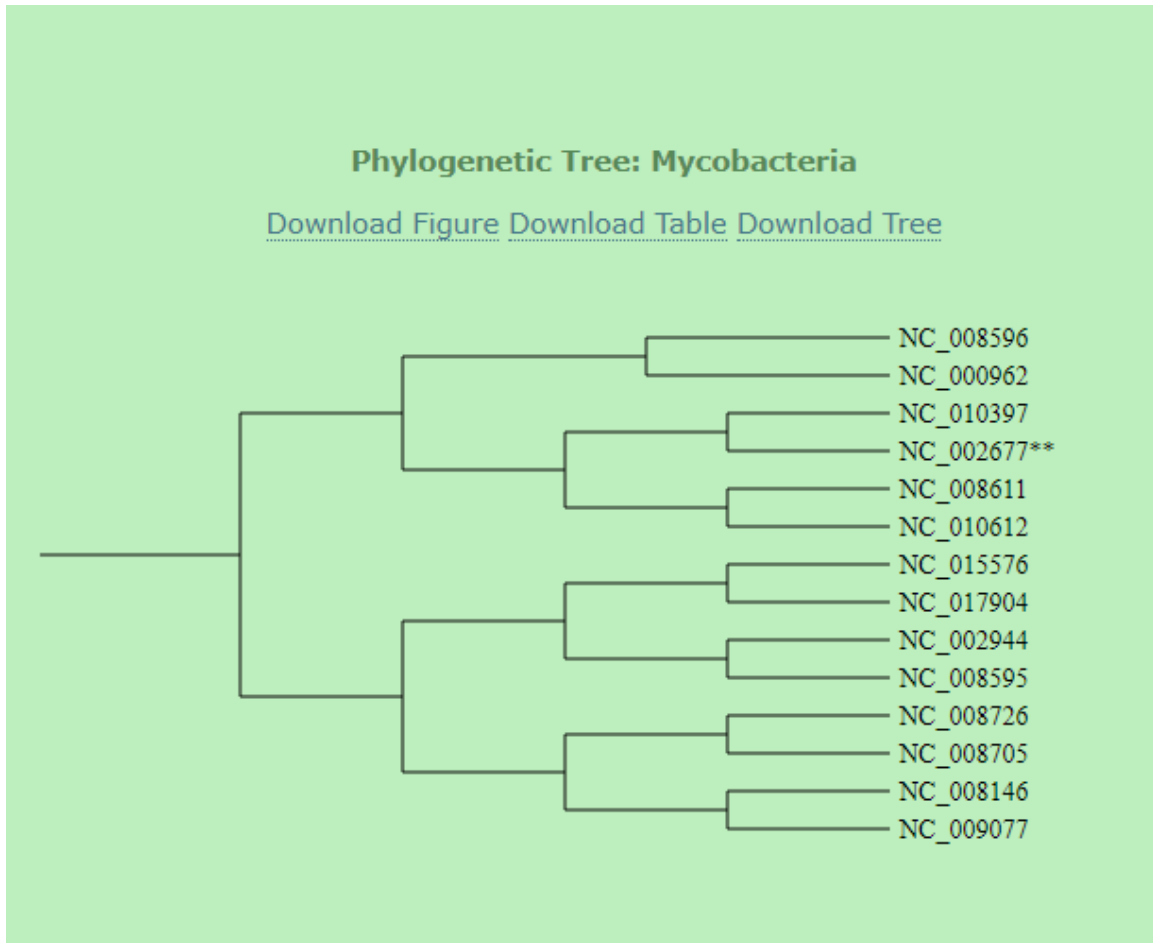 Phylogenetic Tree: Mycobacteria
Download Figure Download Table Download Tree
NC_008596
NC_000962
NC_010397
NC_002677**
NC_008611
NC_010612
NC_015576
NC_017904
NC_002944
NC_008595
NC_008726
NC_008705
NC_008146
NC_009077